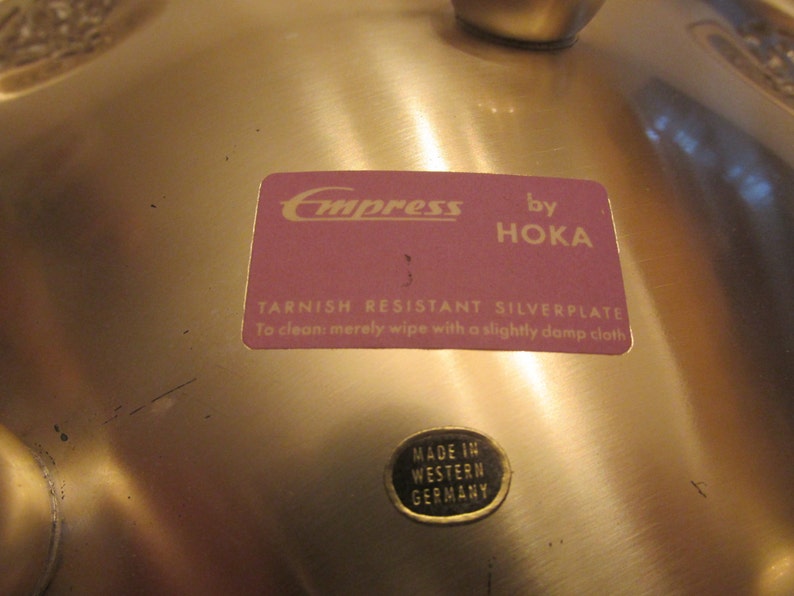 Empress by
HOKA
TARNISH RESISTANT SILVERPLATE
To clean: merely wipe with a slightly damp cloth
MADE IN
WESTERN
GERMANY